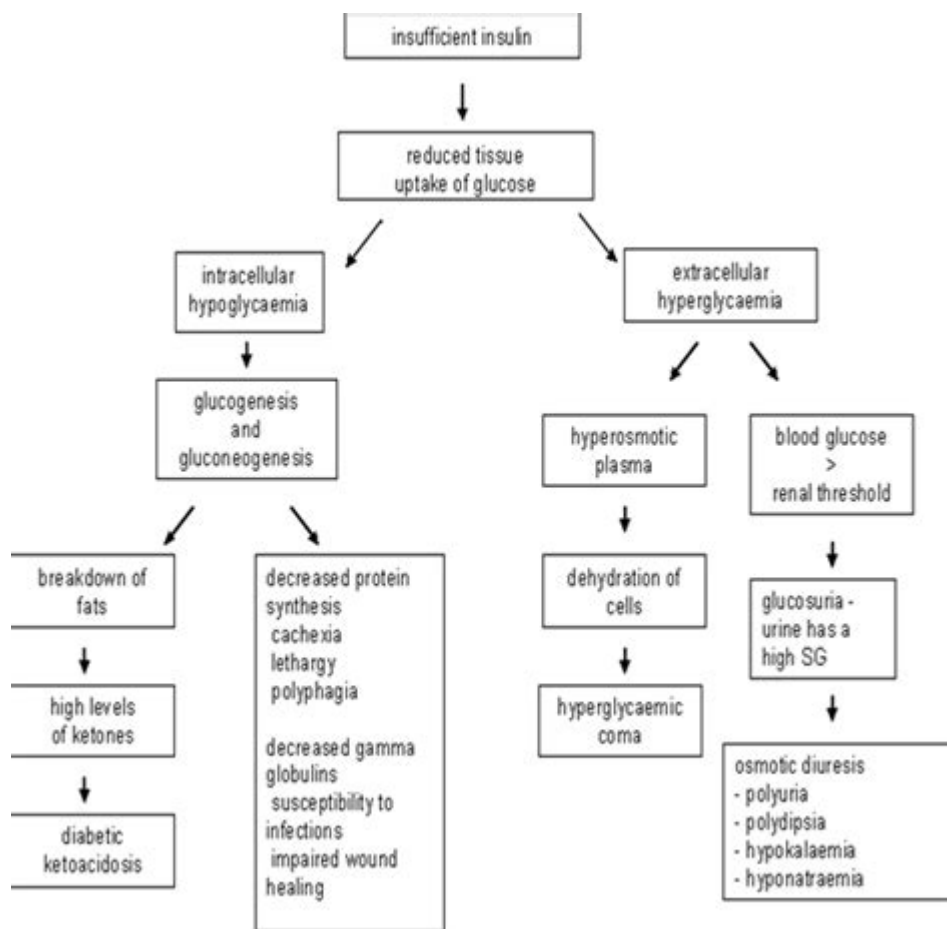 insufficient insulin
reduced tissue
uptake of glucose
intracellular
hypoglycaemia
extracellular
hyperglycaemia
glucogenesis
and
gluconeogenesis
hyperosmotic
plasma
blood glucose
>
renal threshold
breakdown of
fats
decreased protein
synthesis
cachexia
lethargy
polyphagia
decreased gamma
globulins
susceptibility to
infections
impaired wound
healing
dehydration of
cells
glucosuria -
urine has a
high SG
high levels
of ketones
hyperglycaemic
coma
osmotic diuresis
- polyuria
- polydipsia
- hypokalaemia
- hyponatraemia
diabetic
ketoacidosis